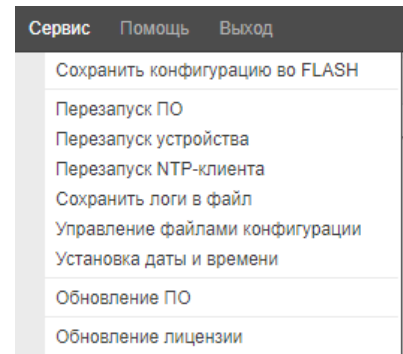 Сервис Помощь Выход
Сохранить конфигурацию во FLASH
Перезапуск ПО
Перезапуск устройства
Перезапуск NTP-клиента
Сохранить логи в файл
Управление файлами конфигурации
Установка даты и времени
Обновление ПО
Обновление лицензии